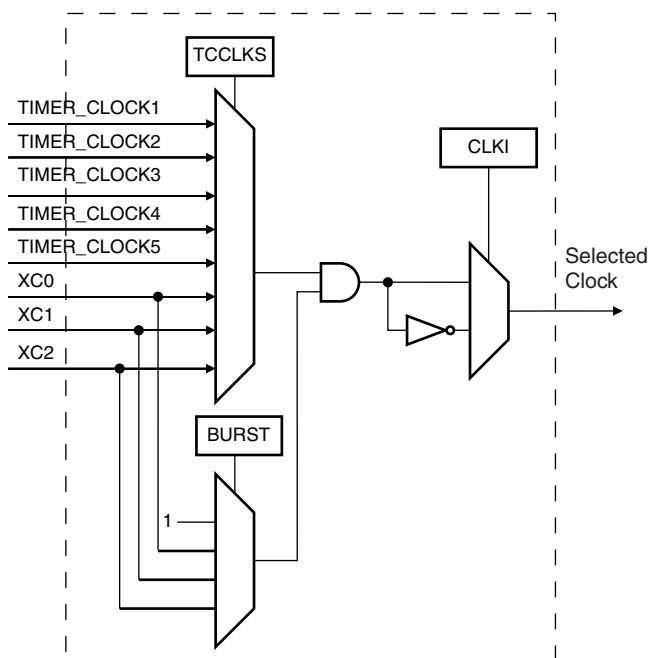 TCCLKS
TIMER_CLOCK1
TIMER_CLOCK2
TIMER_CLOCK3
TIMER_CLOCK4
TIMER_CLOCK5
XC0
XC1
XC2
CLKI
Selected
Clock
BURST
1